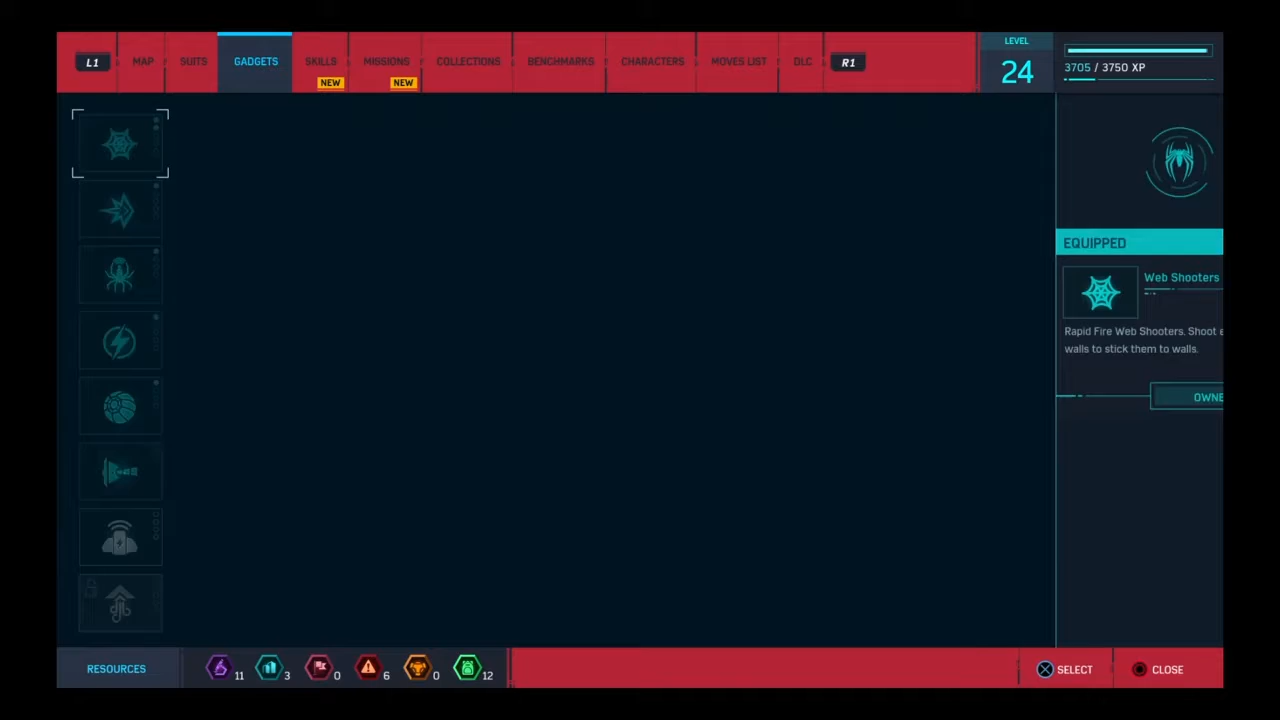 L1 MAP SUITS GADGETS SKILLS MISSIONS COLLECTIONS BENCHMARKS CHARACTERS MOVES LIST DLC R1
NEW NEW
LEVEL
24
3705 / 3750 XP
EQUIPPED
Web Shooters
Rapid Fire Web Shooters. Shoot e
walls to stick them to walls.
OWNE
RESOURCES 11 3 0 6 0 12 SELECT CLOSE